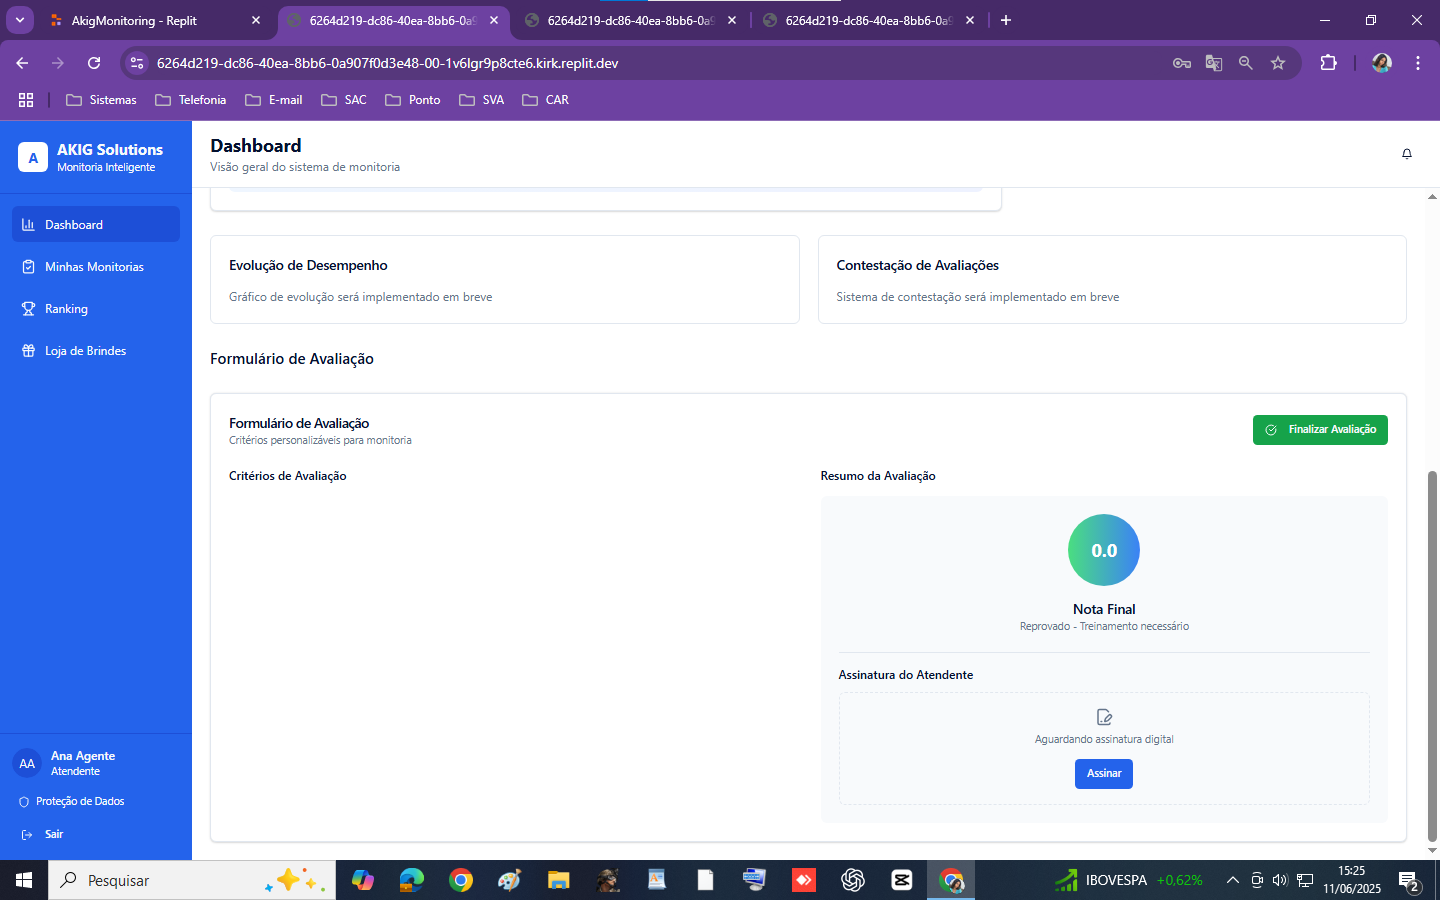 AkigMonitoring - Replit
6264d219-dc86-40ea-8bb6-0a9
6264d219-dc86-40ea-8bb6-0a9
6264d219-dc86-40ea-8bb6-0a9
6264d219-dc86-40ea-8bb6-0a907f0d3e48-00-1v6lgr9p8cte6.kirk.replit.dev
Sistemas
Telefonia
E-mail
SAC
Ponto
SVA
CAR
A
AKIG Solutions
Monitoria Inteligente
Dashboard
Minhas Monitorias
Ranking
Loja de Brindes
AA
Ana Agente
Atendente
Proteção de Dados
Sair
Dashboard
Visão geral do sistema de monitoria
Evolução de Desempenho
Gráfico de evolução será implementado em breve
Contestação de Avaliações
Sistema de contestação será implementado em breve
Formulário de Avaliação
Formulário de Avaliação
Critérios personalizáveis para monitoria
Finalizar Avaliação
Critérios de Avaliação
Resumo da Avaliação
0.0
Nota Final
Reprovado - Treinamento necessário
Assinatura do Atendente
Aguardando assinatura digital
Assinar
Pesquisar
IBOVESPA +0,62%
15:25
11/06/2025
2